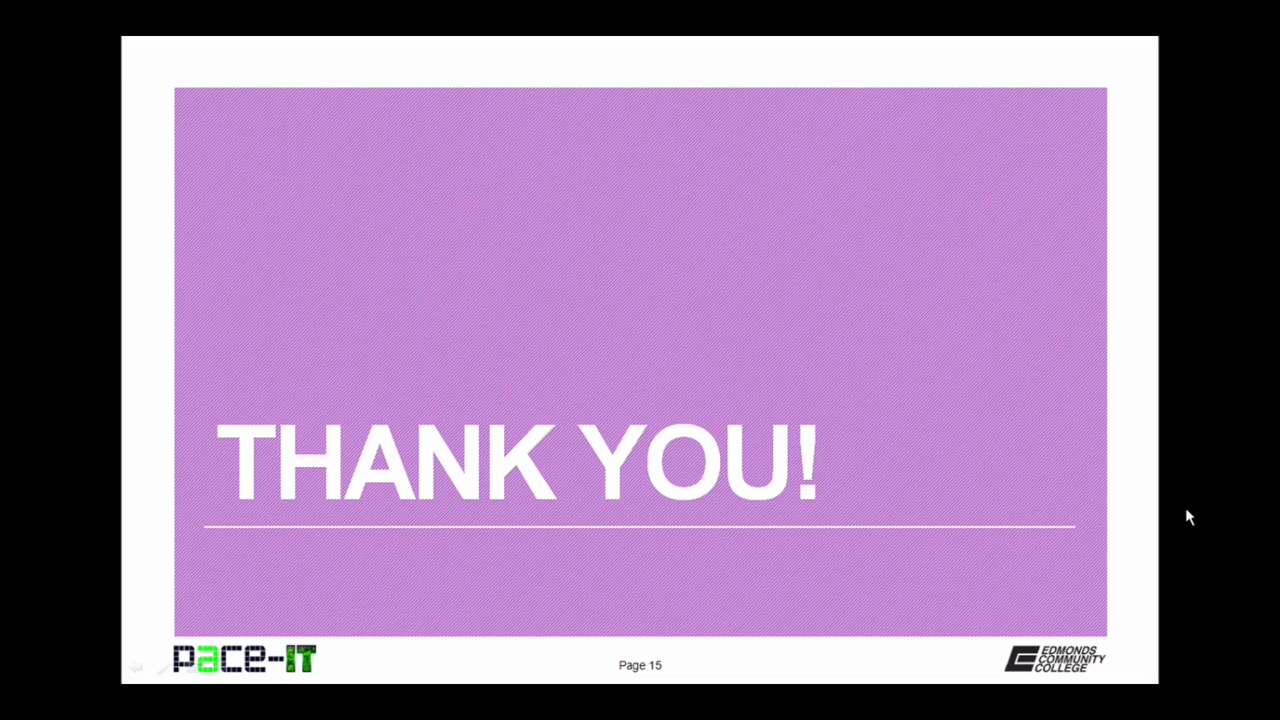 THANK YOU!
pace-IT
Page 15
EDMONDS
COMMUNITY
COLLEGE